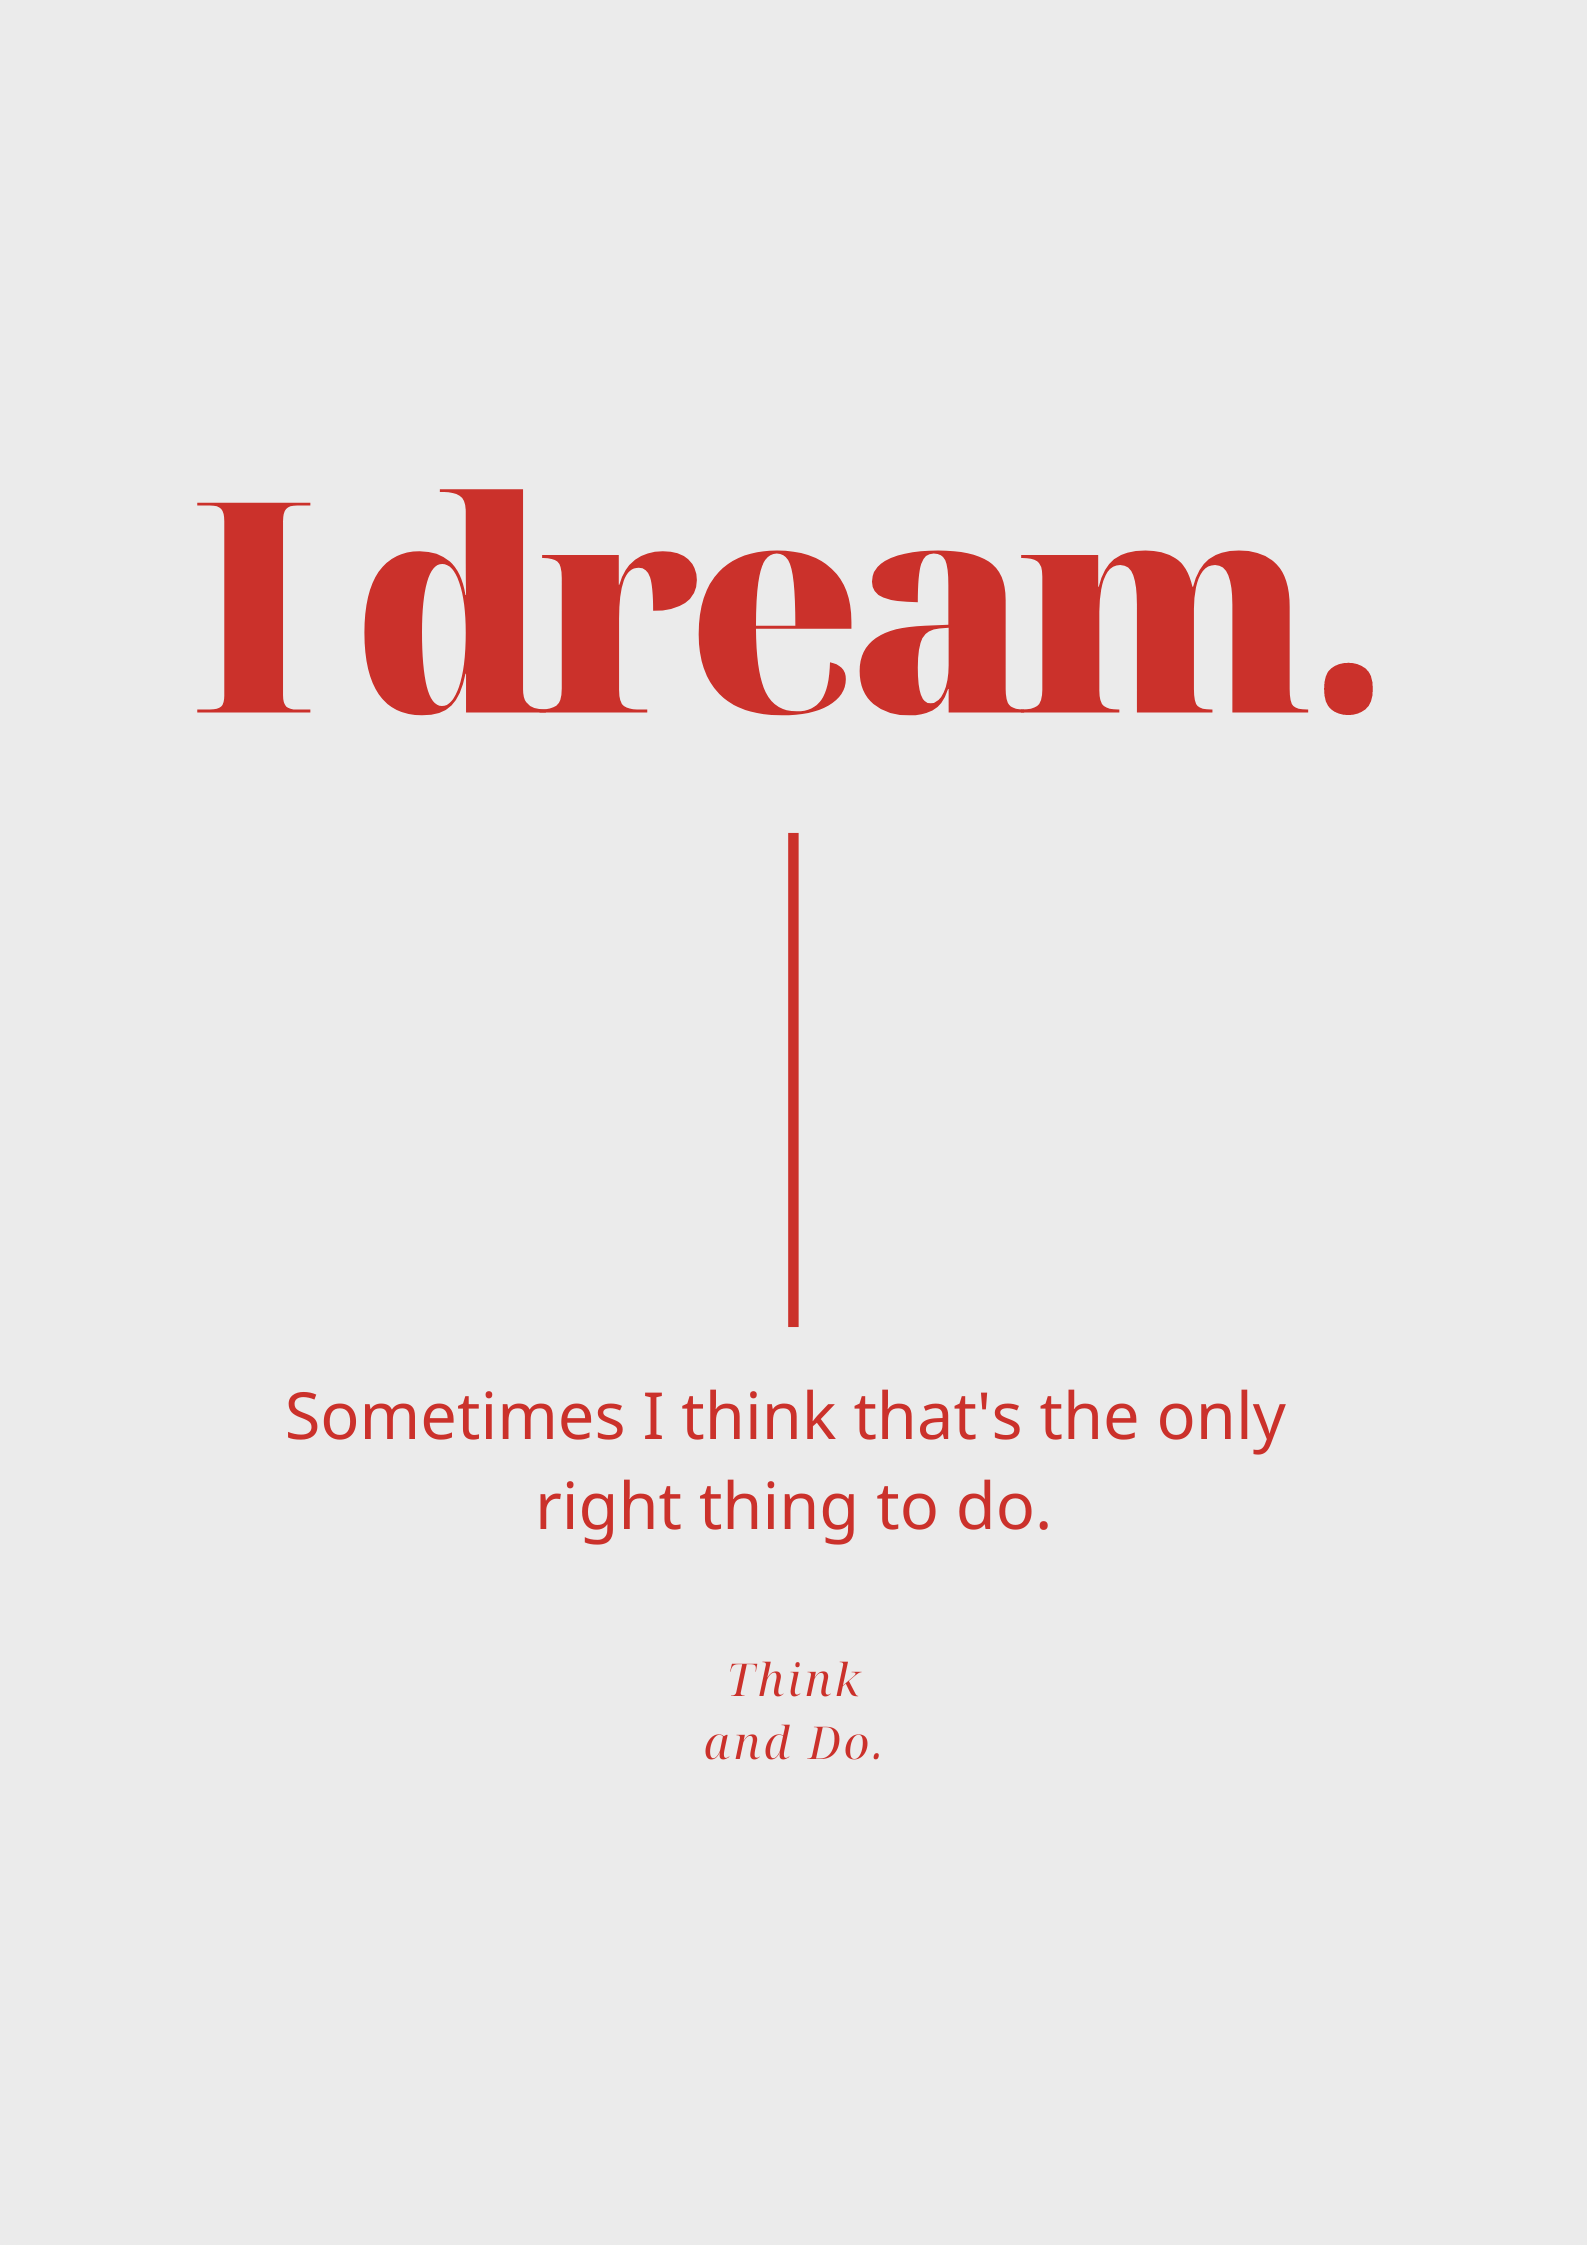 I dream.
Sometimes I think that's the only
right thing to do.
Think
and Do.